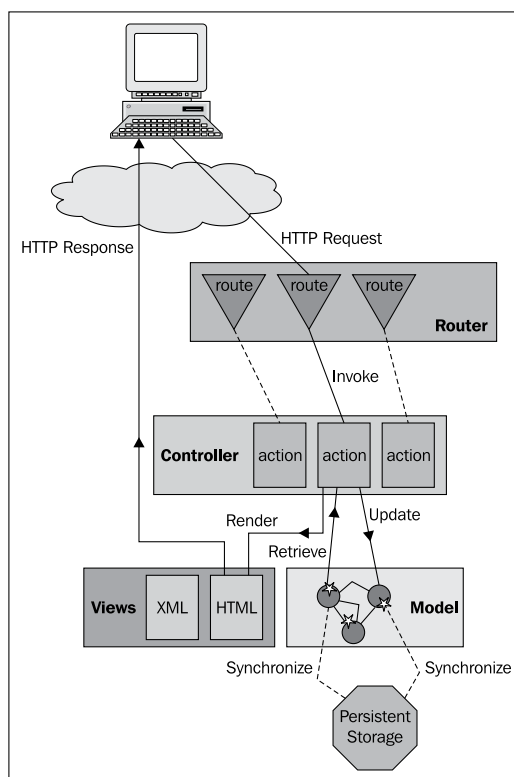 HTTP Response
HTTP Request
route
route
route
Router
Invoke
Controller
action
action
action
Render
Update
Retrieve
Views
XML
HTML
Model
Synchronize
Synchronize
Persistent
Storage